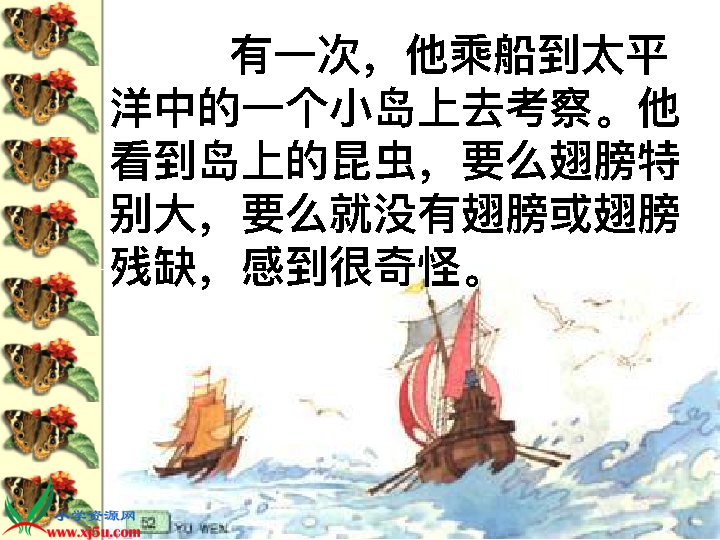 有一次，他乘船到太平
洋中的一个小岛上去考察。他
看到岛上的昆虫，要么翅膀特
别大，要么就没有翅膀或翅膀
残缺，感到很奇怪。
小学资源网
www.xj5u.com
52 YU WEN